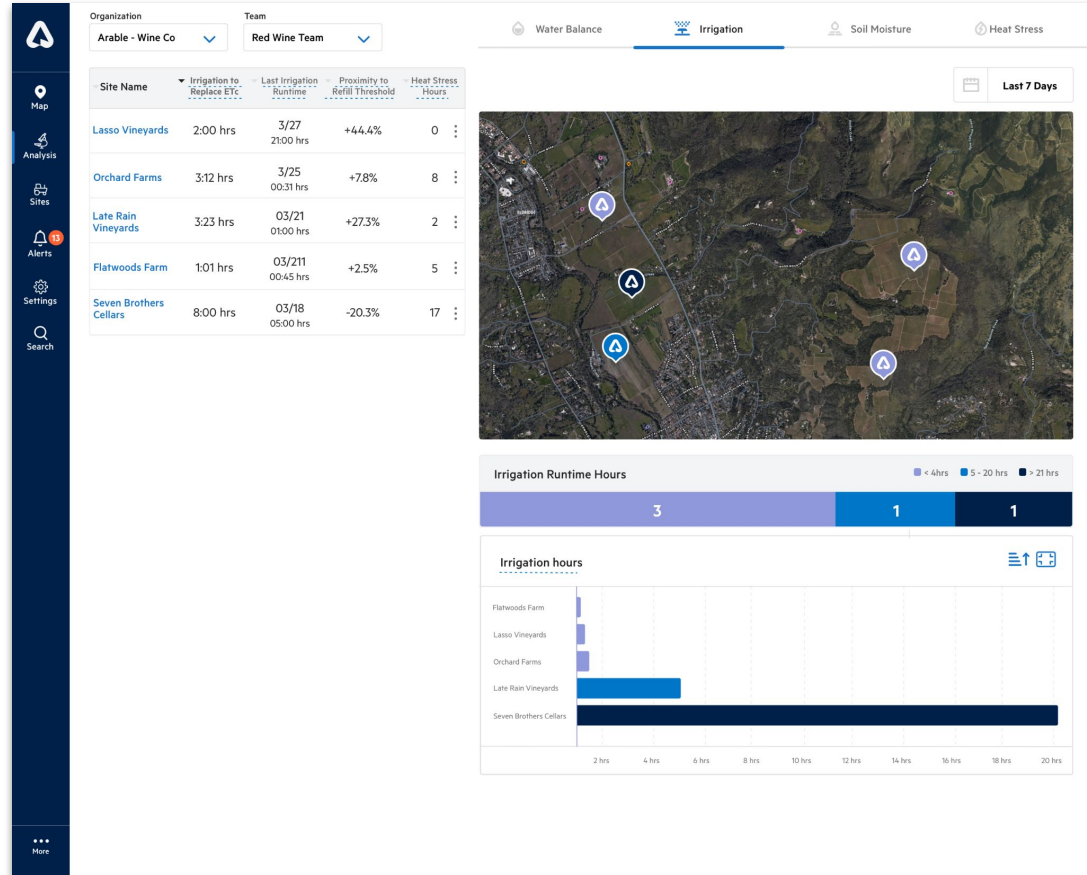 Organization
Team
Arable - Wine Co
Red Wine Team
Water Balance
Irrigation
Soil Moisture
Heat Stress
Last 7 Days
Map
Analysis
Sites
13
Alerts
Settings
Search
More
Site Name
Irrigation to
Replace ETc
Last Irrigation
Runtime
Proximity to
Refill Threshold
Heat Stress
Hours
Lasso Vineyards
2:00 hrs
3/27
21:00 hrs
+44.4%
0
Orchard Farms
3:12 hrs
3/25
00:31 hrs
+7.8%
8
Late Rain
Vineyards
3:23 hrs
03/21
01:00 hrs
+27.3%
2
Flatwoods Farm
1:01 hrs
03/211
00:45 hrs
+2.5%
5
Seven Brothers
Cellars
8:00 hrs
03/18
05:00 hrs
-20.3%
17
Irrigation Runtime Hours
< 4hrs
5 - 20 hrs
> 21 hrs
3
1
1
Irrigation hours
Flatwoods Farm
Lasso Vineyards
Orchard Farms
Late Rain Vineyards
Seven Brothers Cellars
2 hrs
4 hrs
6 hrs
8 hrs
10 hrs
12 hrs
14 hrs
16 hrs
18 hrs
20 hrs